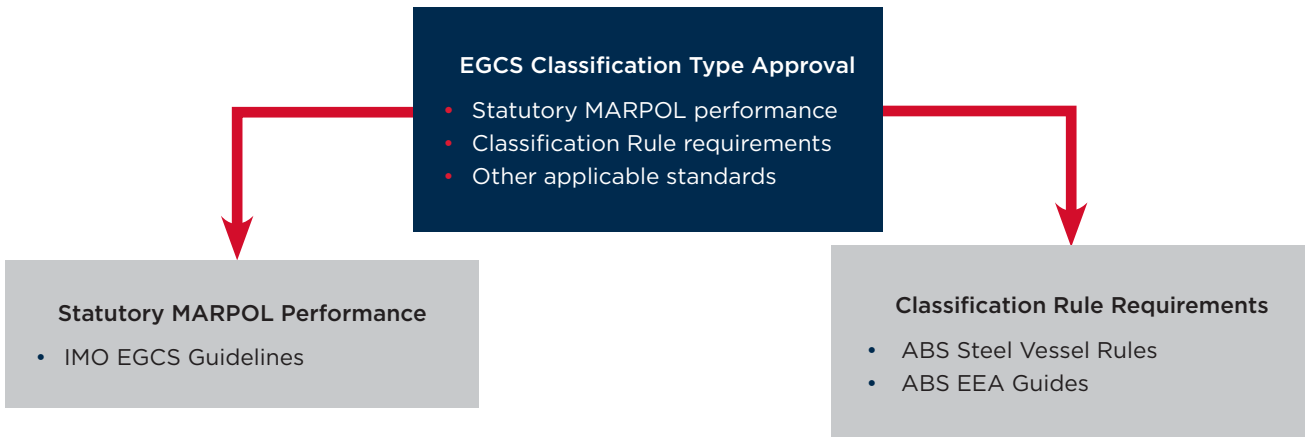 EGCS Classification Type Approval
• Statutory MARPOL performance
• Classification Rule requirements
• Other applicable standards
Statutory MARPOL Performance
• IMO EGCS Guidelines
Classification Rule Requirements
• ABS Steel Vessel Rules
• ABS EEA Guides